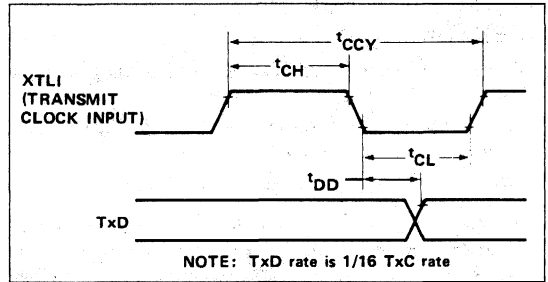 tCCY
tCH
XTLI
(TRANSMIT
CLOCK INPUT)
tCL
tDD
TxD
NOTE: TxD rate is 1/16 TxC rate